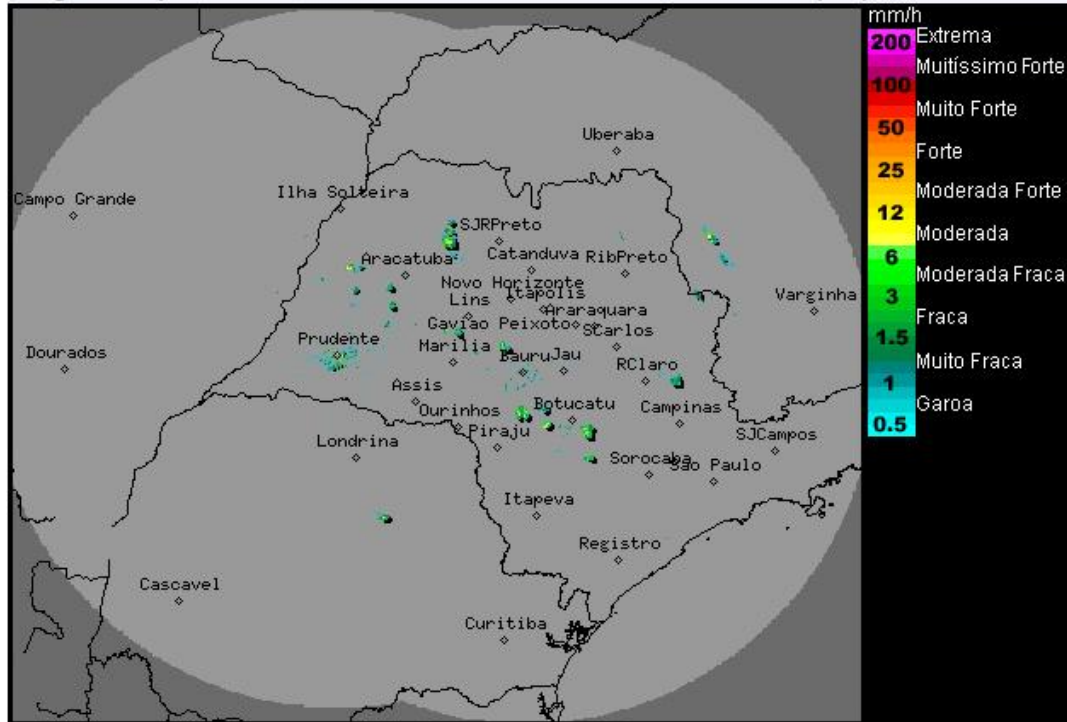 mm/h
200 Extrema
Muitíssimo Forte
100
Muito Forte
50
Forte
25
Moderada Forte
12
Moderada
6
Moderada Fraca
3
Fraca
1.5
Muito Fraca
1
Garoa
0.5
Uberaba
Campo Grande
Ilha Solteira
SJRPreto
Aracatuba
Catanduva
RibPreto
Novo Horizonte
Lins
Itapolis
Araraquara
Varginha
Gaviao Peixoto
SCarlos
Prudente
Marilia
Dourados
Bauru
Jau
RClaro
Assis
Botucatu
Campinas
Ourinhos
Londrina
Piraju
SJCampos
Sorocaba
Sao Paulo
Itapeva
Registro
Cascavel
Curitiba